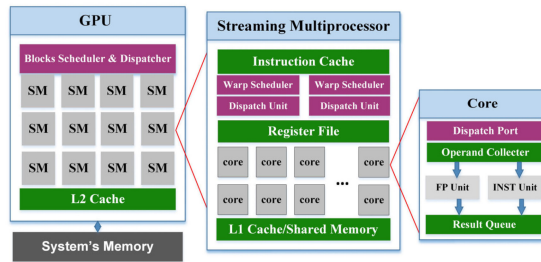 GPU
Blocks Scheduler & Dispatcher
SM SM SM SM
SM SM SM SM
SM SM SM SM
L2 Cache
System's Memory
Streaming Multiprocessor
Instruction Cache
Warp Scheduler Warp Scheduler
Dispatch Unit Dispatch Unit
Register File
core core core core
...
core core core core
L1 Cache/Shared Memory
Core
Dispatch Port
Operand Collecter
FP Unit INST Unit
Result Queue